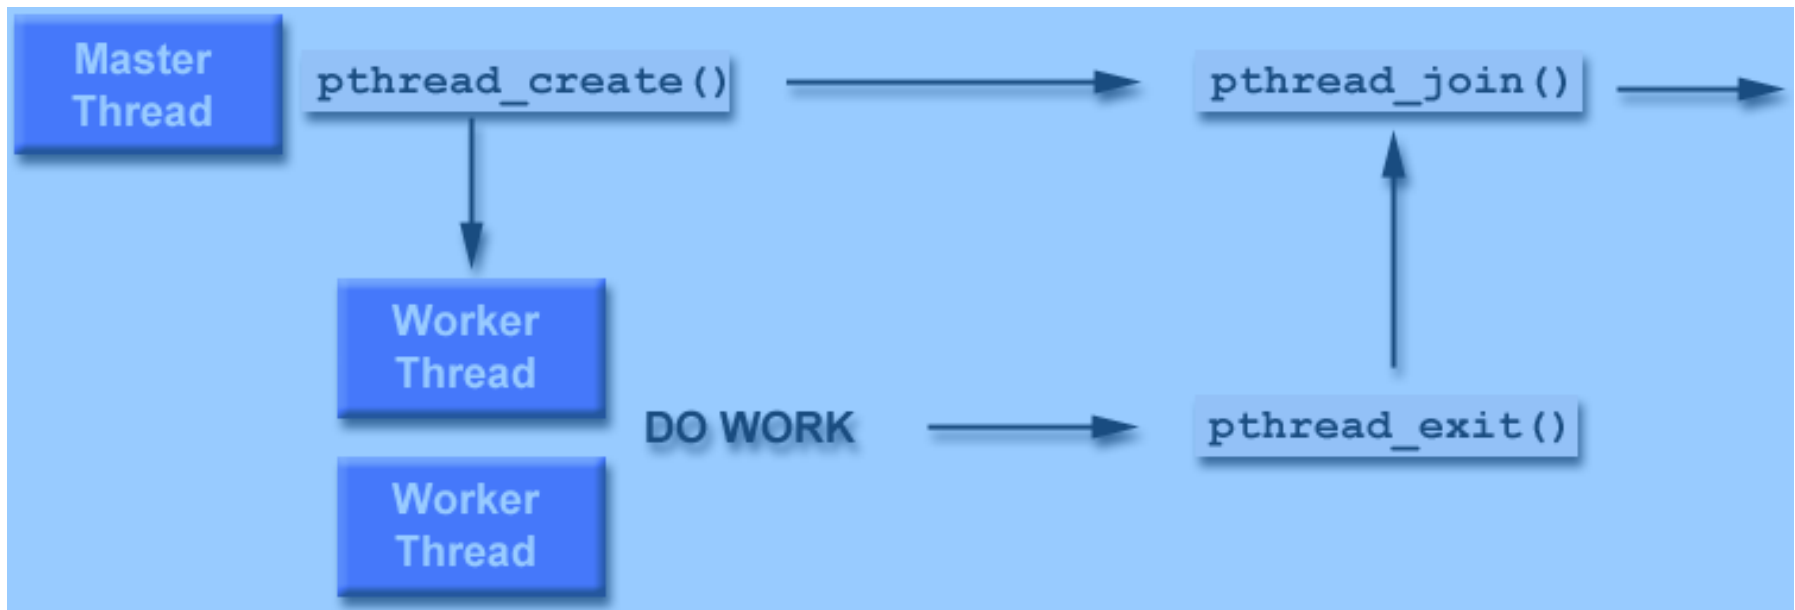 Master
Thread
pthread_create()
pthread_join()
Worker
Thread
DO WORK
pthread_exit()
Worker
Thread